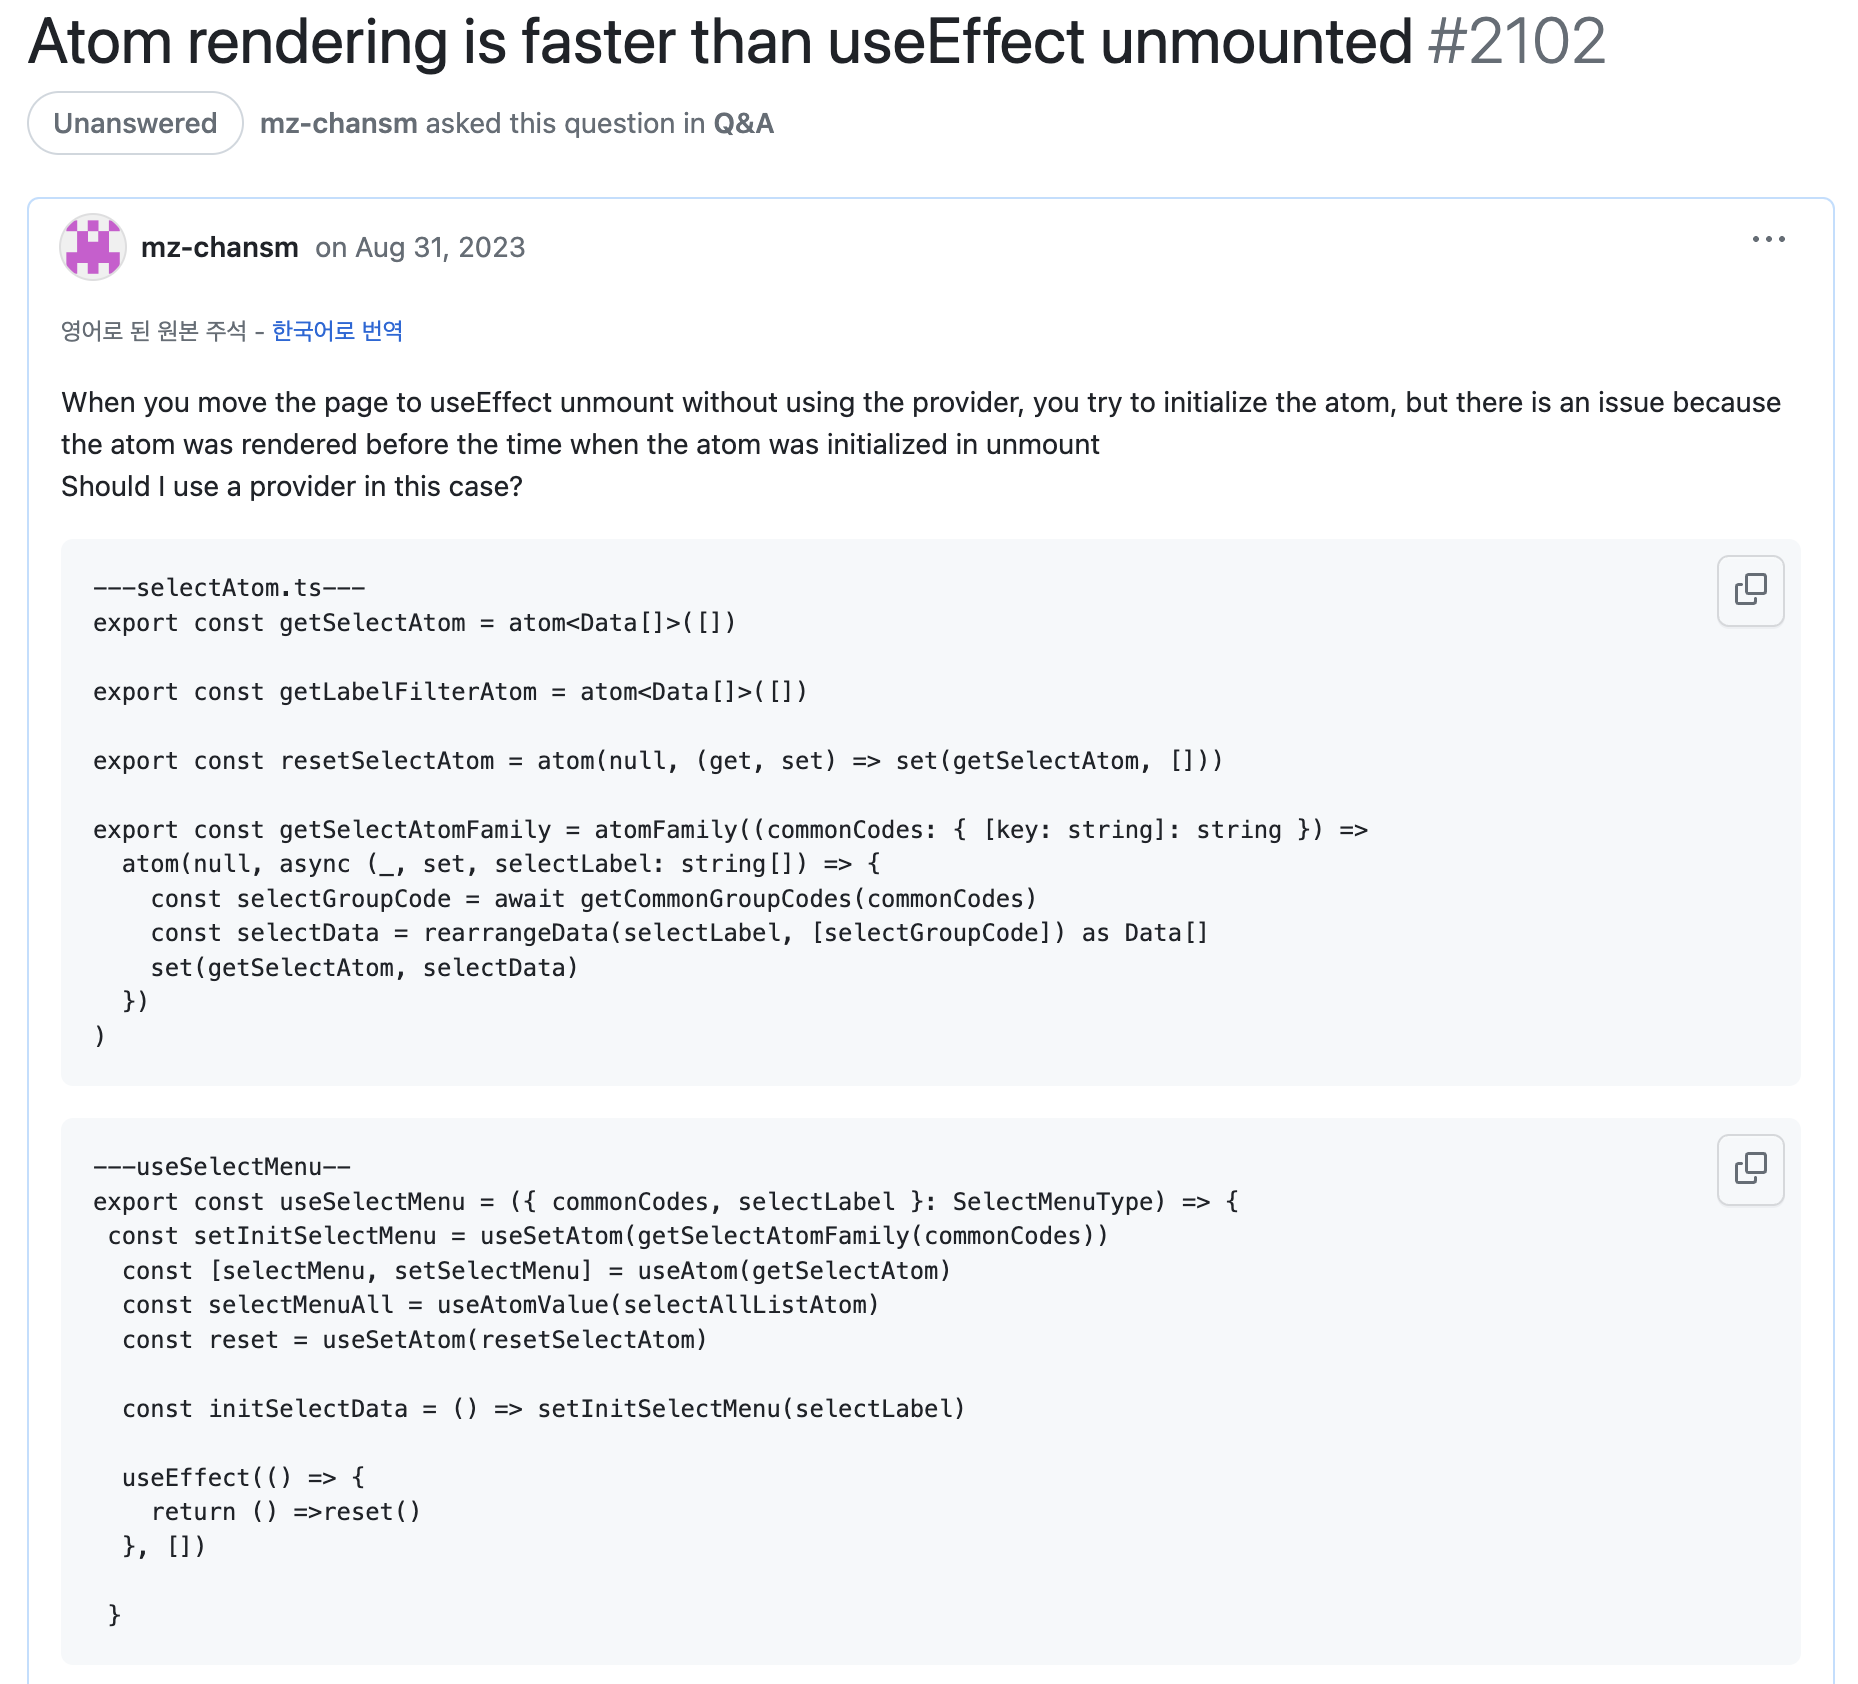 Atom rendering is faster than useEffect unmounted #2102
Unanswered mz-chansm asked this question in Q&A
mz-chansm on Aug 31, 2023
영어로 된 원본 주석 - 한국어로 번역
When you move the page to useEffect unmount without using the provider, you try to initialize the atom, but there is an issue because
the atom was rendered before the time when the atom was initialized in unmount
Should I use a provider in this case?
---selectAtom.ts---
export const getSelectAtom = atom<Data[]>([])
export const getLabelFilterAtom = atom<Data[]>([])
export const resetSelectAtom = atom(null, (get, set) => set(getSelectAtom, []))
export const getSelectAtomFamily = atomFamily((commonCodes: { [key: string]: string }) =>
  atom(null, async (_, set, selectLabel: string[]) => {
    const selectGroupCode = await getCommonGroupCodes(commonCodes)
    const selectData = rearrangeData(selectLabel, [selectGroupCode]) as Data[]
    set(getSelectAtom, selectData)
  })
)
---useSelectMenu--
export const useSelectMenu = ({ commonCodes, selectLabel }: SelectMenuType) => {
 const setInitSelectMenu = useSetAtom(getSelectAtomFamily(commonCodes))
  const [selectMenu, setSelectMenu] = useAtom(getSelectAtom)
  const selectMenuAll = useAtomValue(selectAllListAtom)
  const reset = useSetAtom(resetSelectAtom)
  const initSelectData = () => setInitSelectMenu(selectLabel)
  useEffect(() => {
    return () =>reset()
  }, [])
 }